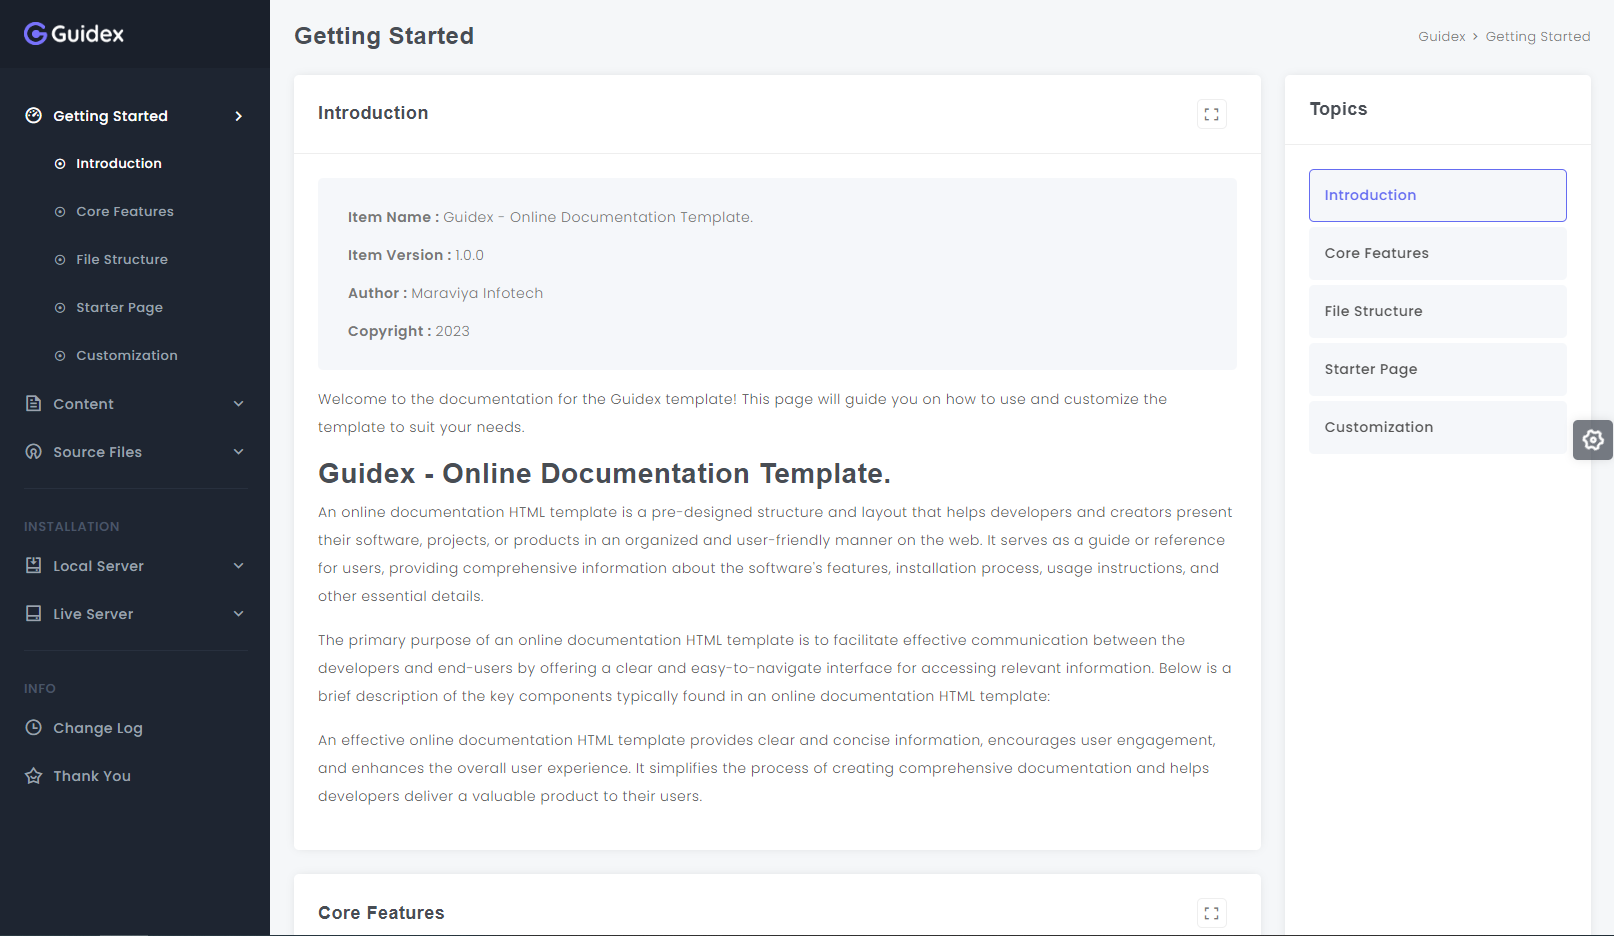 Guidex
Getting Started
Introduction
Core Features
File Structure
Starter Page
Customization
Content
Source Files
INSTALLATION
Local Server
Live Server
INFO
Change Log
Thank You
Getting Started
Guidex > Getting Started
Introduction
Item Name : Guidex - Online Documentation Template.
Item Version : 1.0.0
Author : Maraviya Infotech
Copyright : 2023
Welcome to the documentation for the Guidex template! This page will guide you on how to use and customize the
template to suit your needs.
Guidex - Online Documentation Template.
An online documentation HTML template is a pre-designed structure and layout that helps developers and creators present
their software, projects, or products in an organized and user-friendly manner on the web. It serves as a guide or reference
for users, providing comprehensive information about the software's features, installation process, usage instructions, and
other essential details.
The primary purpose of an online documentation HTML template is to facilitate effective communication between the
developers and end-users by offering a clear and easy-to-navigate interface for accessing relevant information. Below is a
brief description of the key components typically found in an online documentation HTML template:
An effective online documentation HTML template provides clear and concise information, encourages user engagement,
and enhances the overall user experience. It simplifies the process of creating comprehensive documentation and helps
developers deliver a valuable product to their users.
Core Features
Topics
Introduction
Core Features
File Structure
Starter Page
Customization